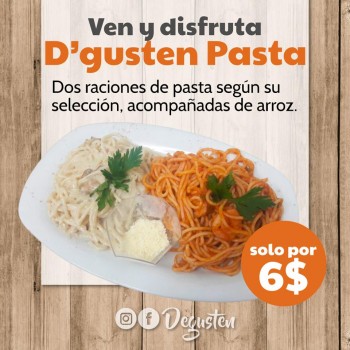 Ven y disfruta
D'gusten Pasta
Dos raciones de pasta según su
selección, acompañadas de arroz.
solo por
6$
Degusten